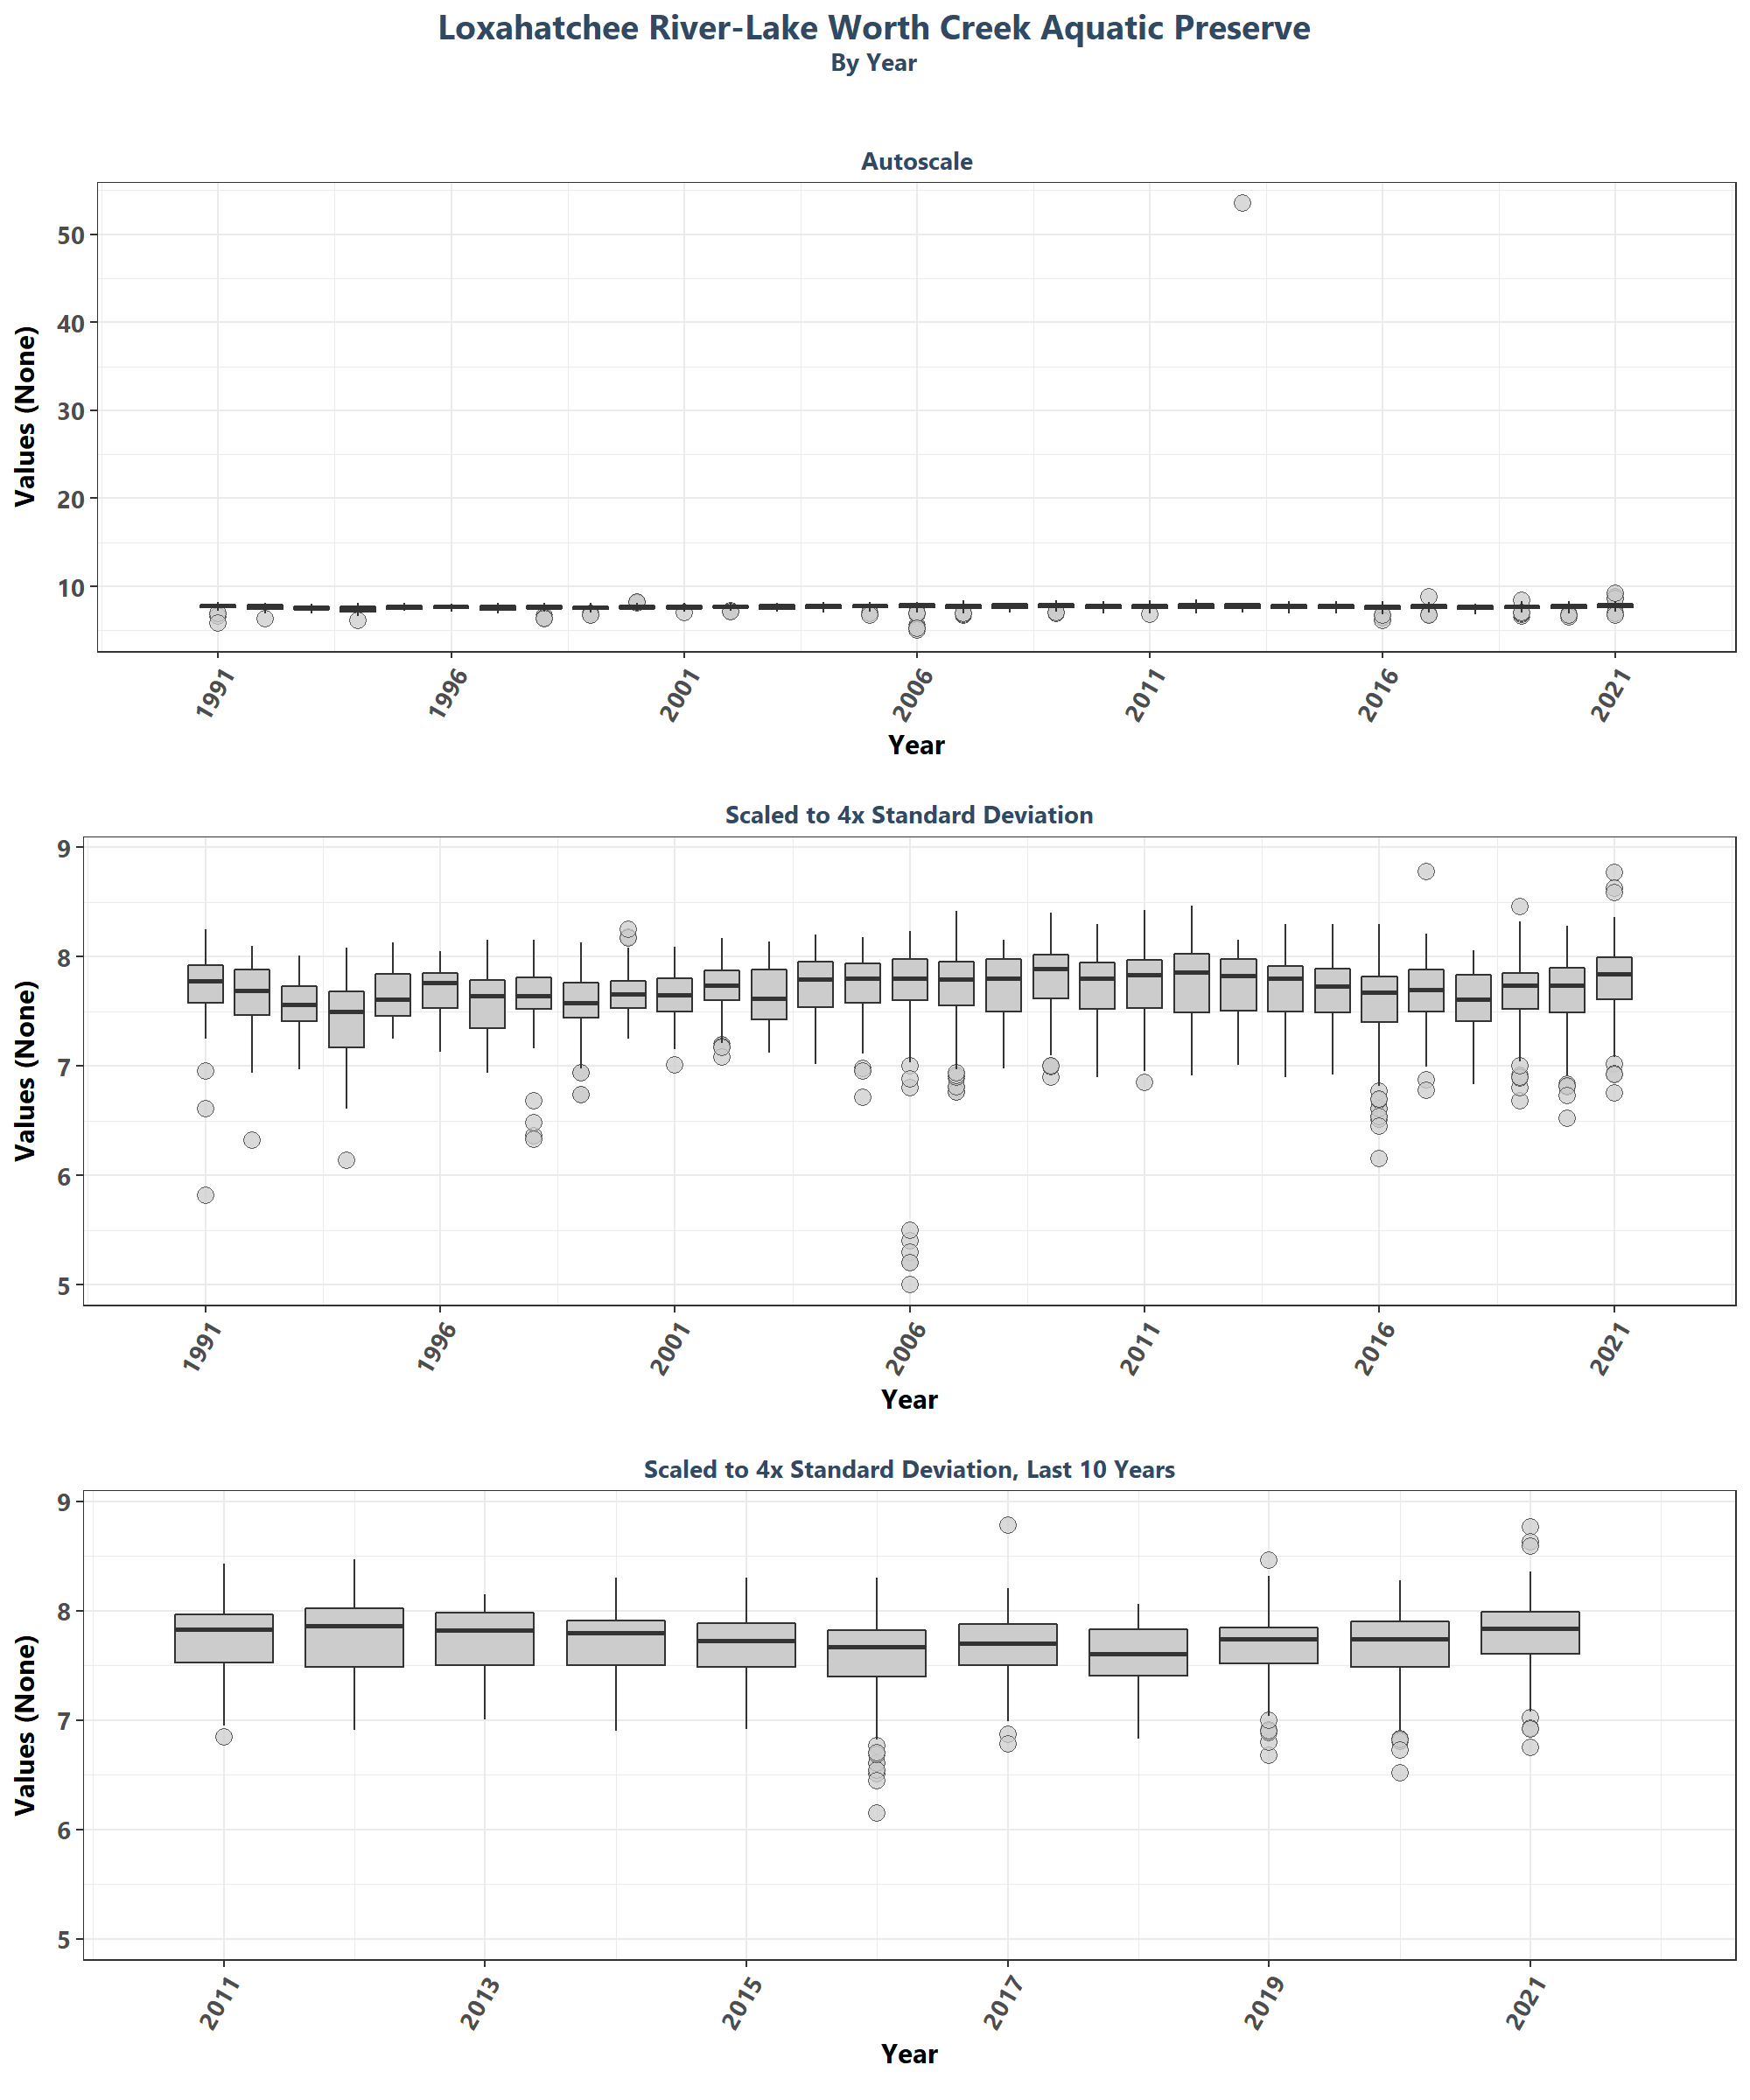 Loxahatchee River-Lake Worth Creek Aquatic Preserve
By Year
Autoscale
Values (None)
50
40
30
20
10
1991 1996 2001 2006 2011 2016 2021
Year
Scaled to 4x Standard Deviation
Values (None)
9
8
7
6
5
1991 1996 2001 2006 2011 2016 2021
Year
Scaled to 4x Standard Deviation, Last 10 Years
Values (None)
9
8
7
6
5
2011 2013 2015 2017 2019 2021
Year